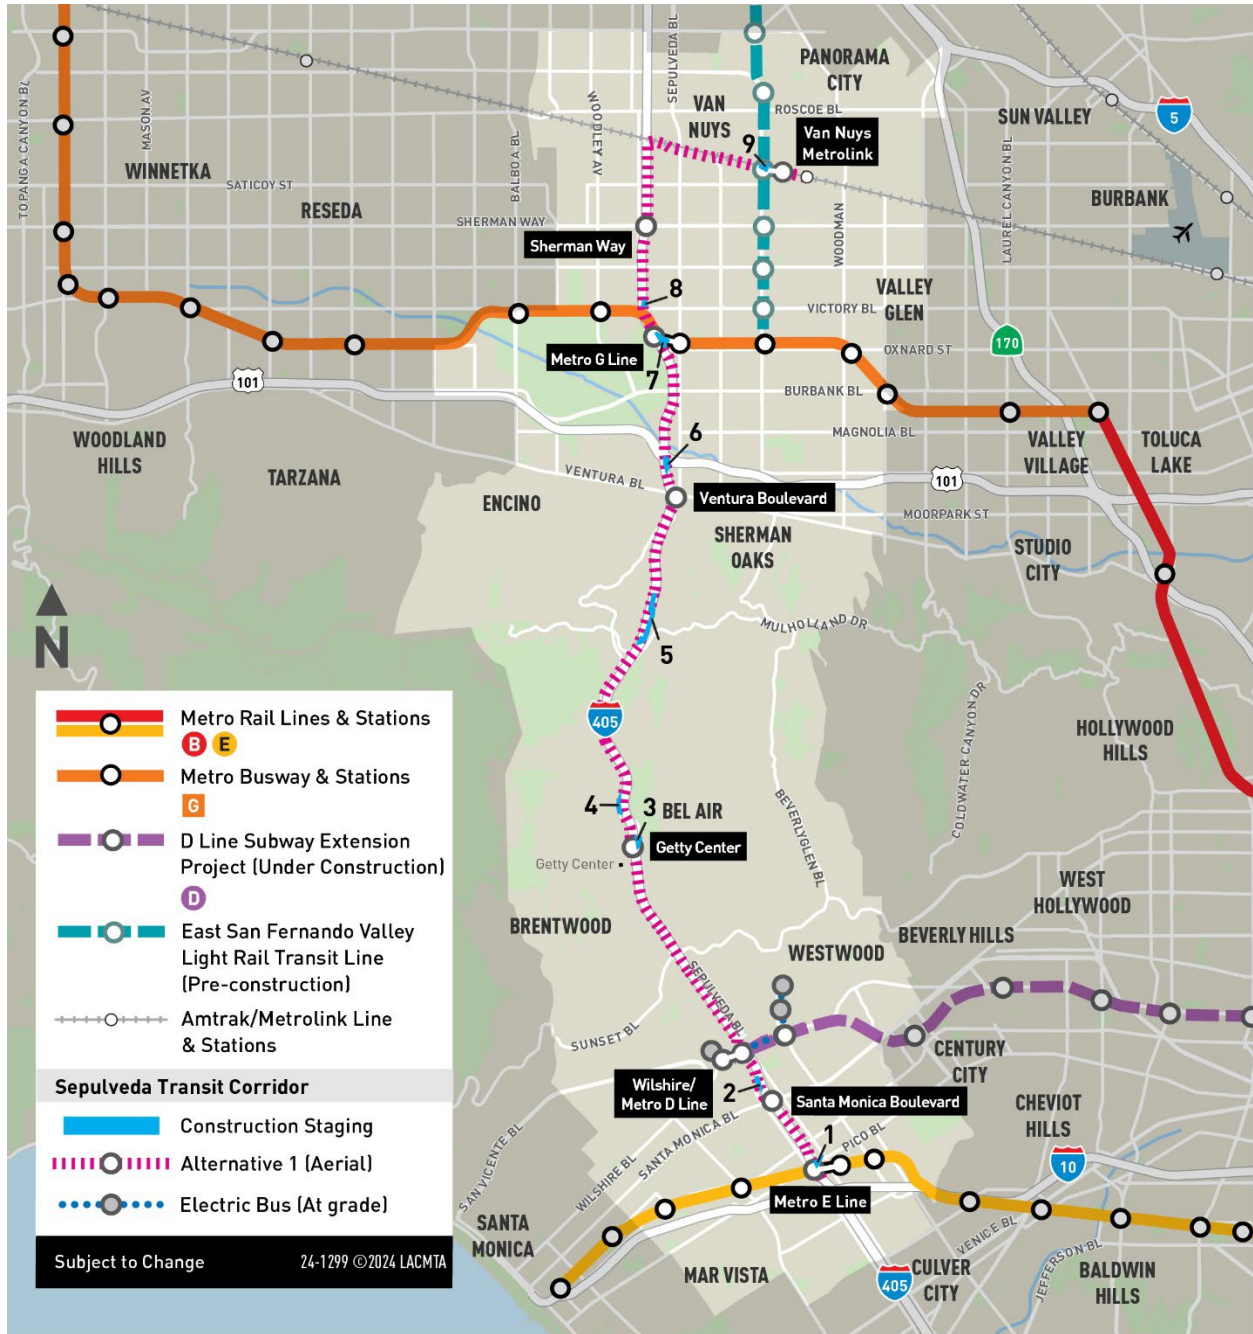 SEPULVEDA BL
PANORAMA
CITY
TOPANGA CANYON BL
MASON AV
BALBOA BL
WOODLEY AV
VAN
NUYS
ROSCOE BL
SUN VALLEY
5
9
Van Nuys
Metrolink
LAUREL CANYON BL
WINNETKA
SATICOY ST
RESEDA
BURBANK
SHERMAN WAY
Sherman Way
WOODMAN
8
VALLEY
GLEN
VICTORY BL
170
OXNARD ST
Metro G Line
7
101
BURBANK BL
MAGNOLIA BL
WOODLAND
HILLS
6
VALLEY
VILLAGE
TOLUCA
LAKE
TARZANA
VENTURA BL
101
ENCINO
Ventura Boulevard
MOORPARK ST
SHERMAN
OAKS
STUDIO
CITY
N
MULHOLLAND DR
5
COLDWATER CANYON DR
405
HOLLYWOOD
HILLS
4
3
BEL AIR
BEVERLYGLEN BL
Getty Center
Getty Center
WEST
HOLLYWOOD
BRENTWOOD
BEVERLY HILLS
WESTWOOD
SEPULVEDA BL
SUNSET BL
CENTURY
CITY
Wilshire/
Metro D Line
2
Santa Monica Boulevard
CHEVIOT
HILLS
SAN VICENTE BL
WILSHIRE BL
SANTA MONICA BL
1
PICO BL
10
Metro E Line
SANTA
MONICA
VENICE BL
JEFFERSON BL
MAR VISTA
405
CULVER
CITY
BALDWIN
HILLS
Metro Rail Lines & Stations
B E
Metro Busway & Stations
G
D Line Subway Extension
Project (Under Construction)
D
East San Fernando Valley
Light Rail Transit Line
(Pre-construction)
Amtrak/Metrolink Line
& Stations
Sepulveda Transit Corridor
Construction Staging
Alternative 1 (Aerial)
Electric Bus (At grade)
Subject to Change
24-1299 ©2024 LACMTA